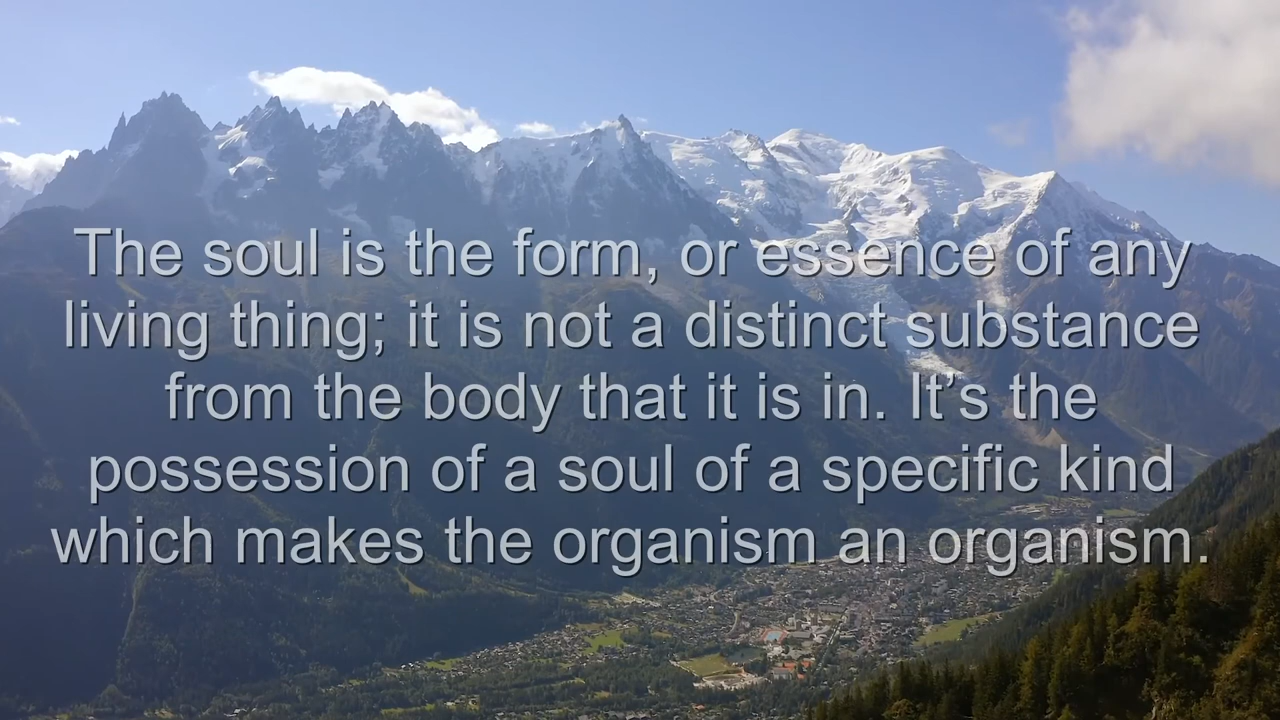 The soul is the form, or essence of any
living thing; it is not a distinct substance
from the body that it is in. It’s the
possession of a soul of a specific kind
which makes the organism an organism.